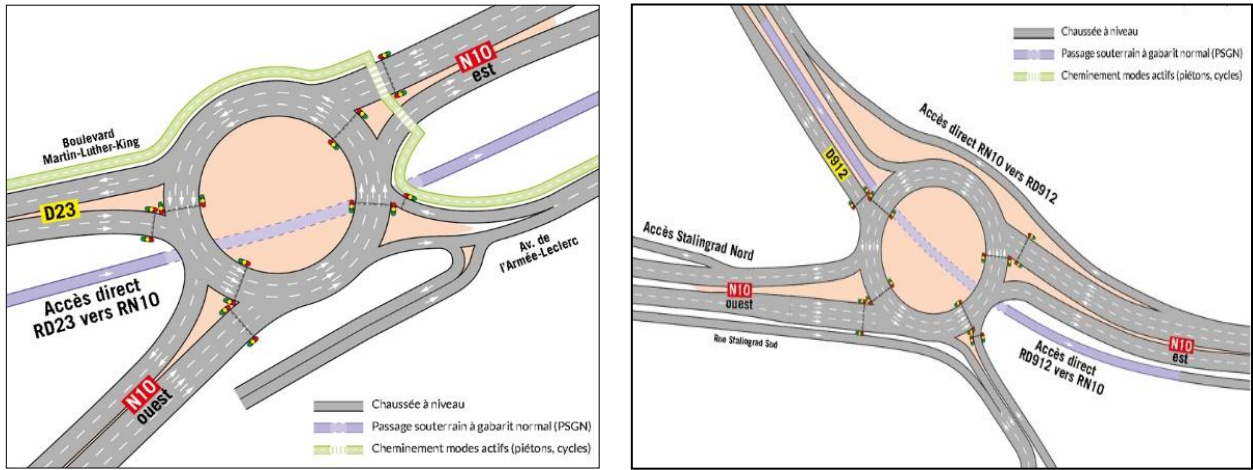 N10
est
Boulevard
Martin-Luther-King
D23
Av. de
l'Armée-Leclerc
Accès direct
RD23 vers RN10
N10
ouest
Chaussée à niveau
Passage souterrain à gabarit normal (PSGN)
Cheminement modes actifs (piétons, cycles)
Chaussée à niveau
Passage souterrain à gabarit normal (PSGN)
Cheminement modes actifs (piétons, cycles)
Accès direct RN10 vers RD912
D912
Accès Stalingrad Nord
N10
ouest
Rue Stalingrad Sud
N10
est
Accès direct
RD912 vers RN10